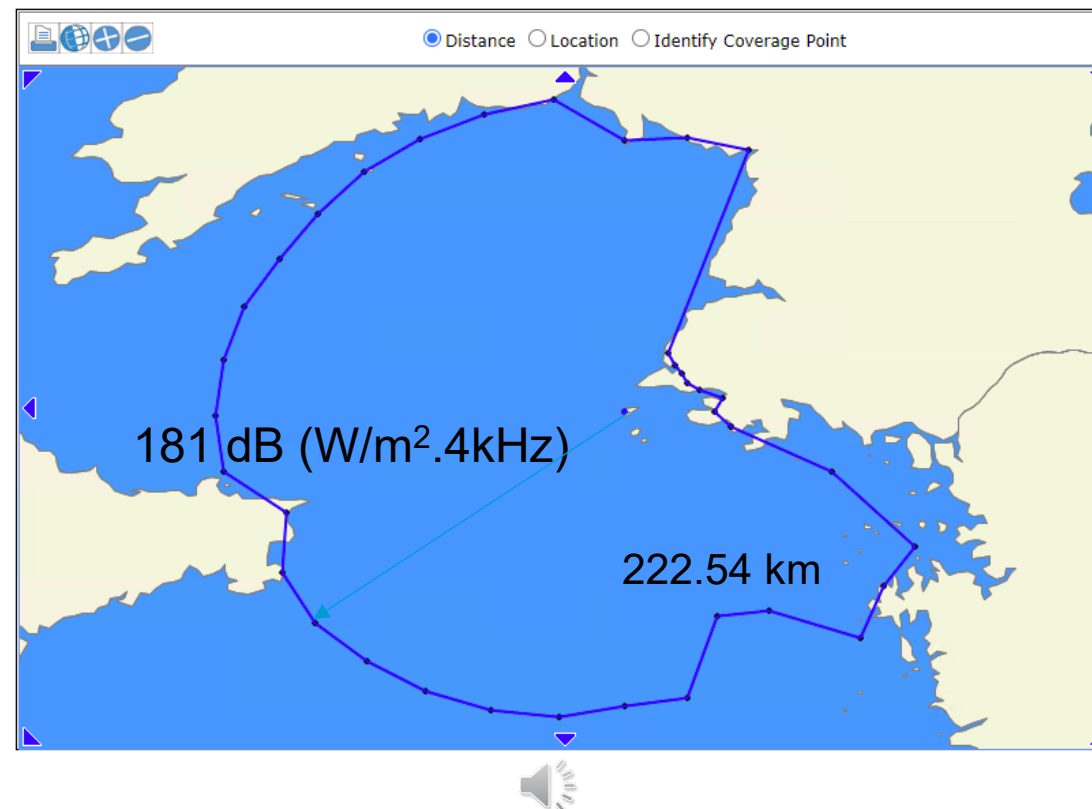 Distance Location Identify Coverage Point
181 dB (W/m².4kHz)
222.54 km